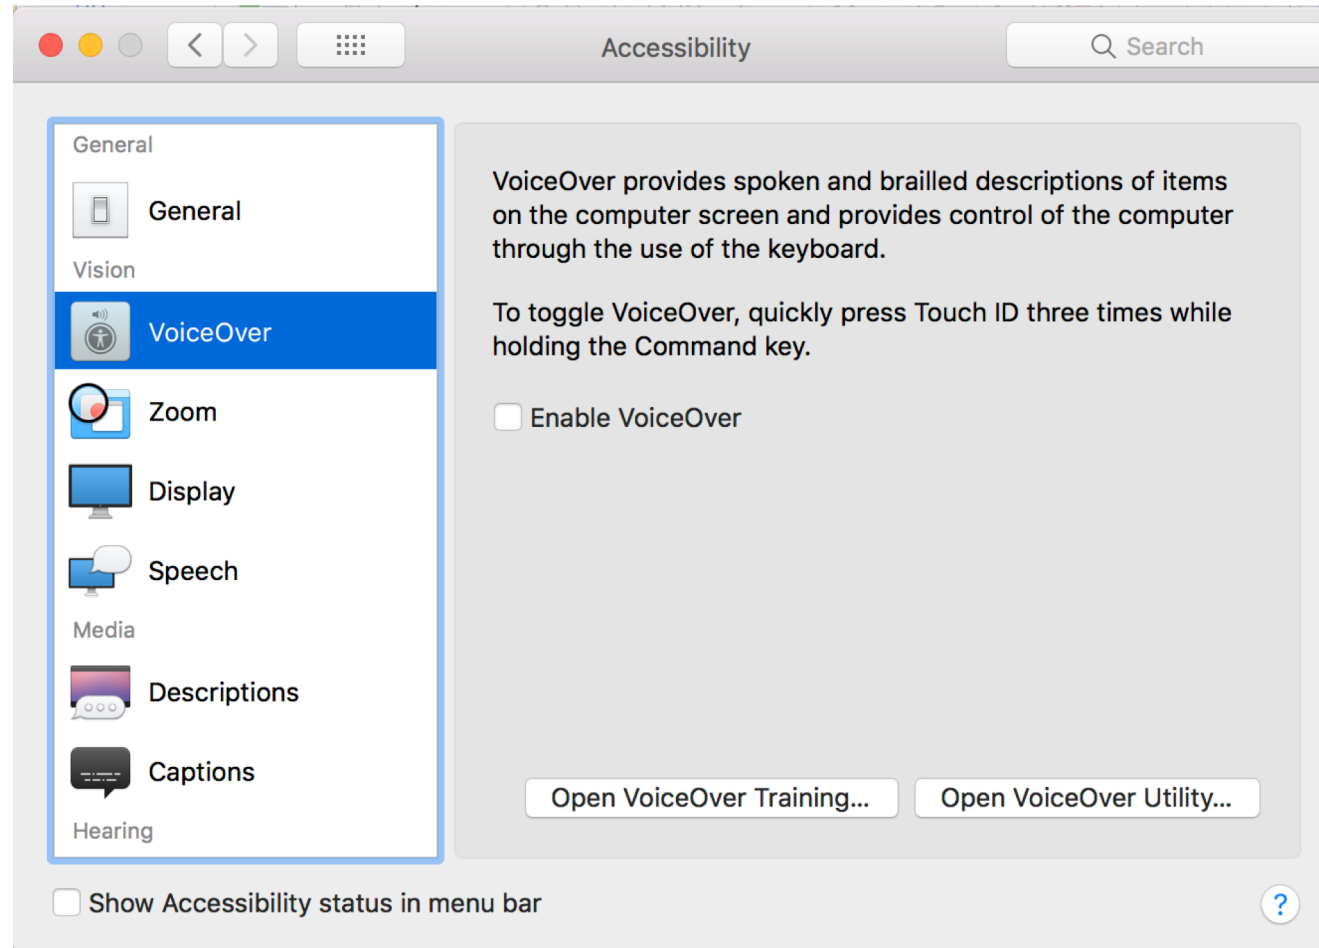 Accessibility
Search
General
General
Vision
VoiceOver
Zoom
Display
Speech
Media
Descriptions
Captions
Hearing
VoiceOver provides spoken and brailled descriptions of items
on the computer screen and provides control of the computer
through the use of the keyboard.
To toggle VoiceOver, quickly press Touch ID three times while
holding the Command key.
Enable VoiceOver
Open VoiceOver Training...
Open VoiceOver Utility...
Show Accessibility status in menu bar
?